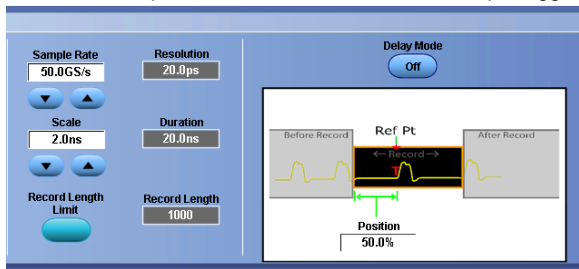 Sample Rate
50.0GS/s
Resolution
20.0ps
Scale
2.0ns
Duration
20.0ns
Record Length
Limit
Record Length
1000
Delay Mode
Off
Before Record
Ref Pt
After Record
←Record→
T
Position
50.0%